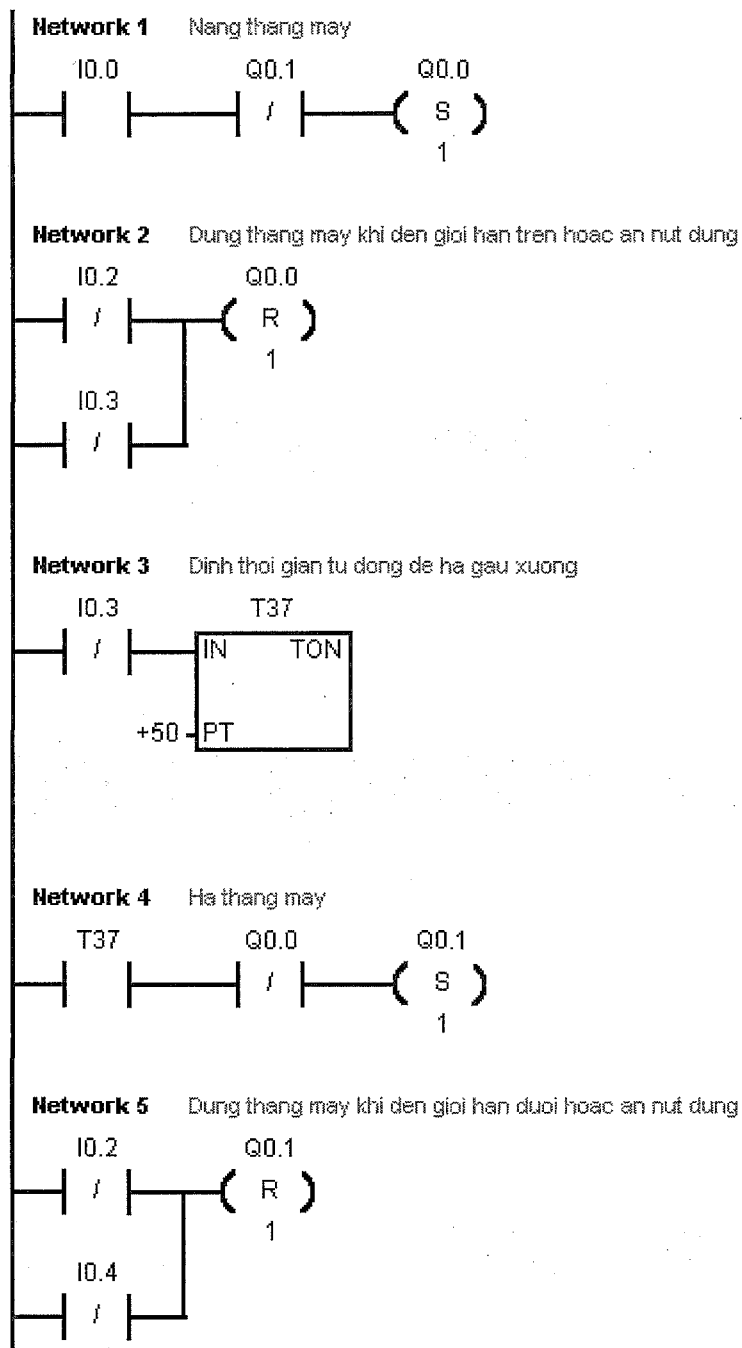 Network 1 Nang thang may
I0.0 Q0.1 Q0.0
/ S
1
Network 2 Dung thang may khi den gioi han tren hoac an nut dung
I0.2 Q0.0
/ R
1
I0.3
/
Network 3 Dinh thoi gian tu dong de ha gau xuong
I0.3 T37
/ IN TON
+50 PT
Network 4 Ha thang may
T37 Q0.0 Q0.1
/ S
1
Network 5 Dung thang may khi den gioi han duoi hoac an nut dung
I0.2 Q0.1
/ R
1
I0.4
/